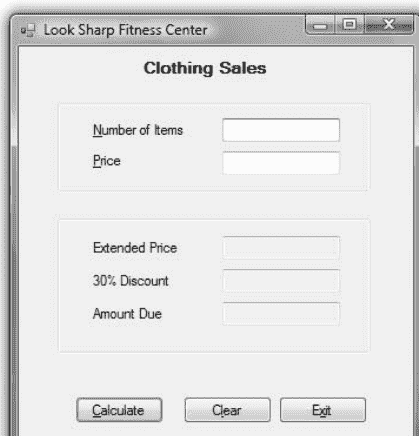 Look Sharp Fitness Center
Clothing Sales
Number of Items
Price
Extended Price
30% Discount
Amount Due
Calculate Clear Exit